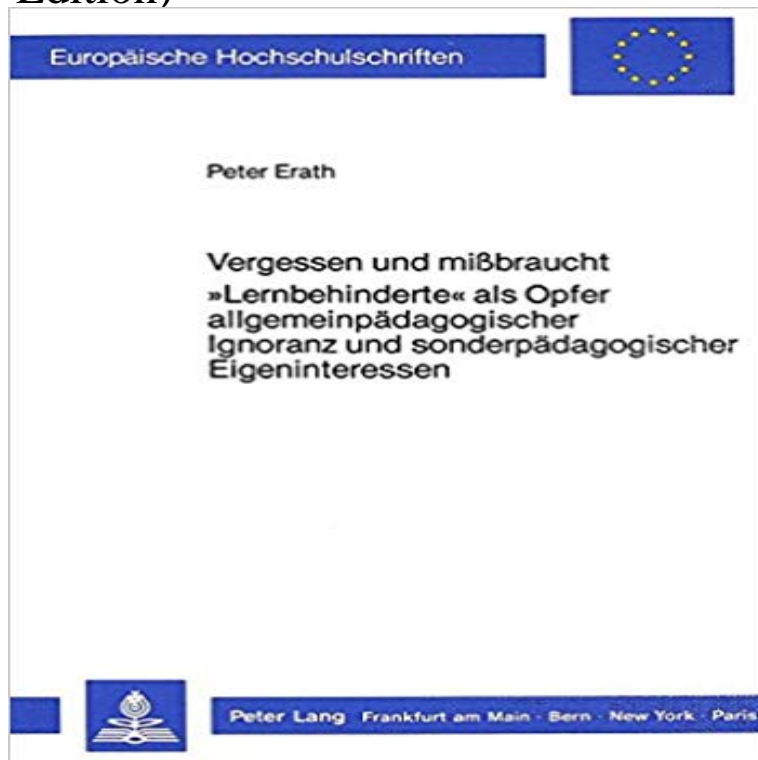 Edition)
Europäische Hochschulschriften
Peter Erath
Vergessen und mißbraucht
»Lernbehinderte« als Opfer
allgemeinpädagogischer
Ignoranz und sonderpädagogischer
Eigeninteressen
Peter Lang Frankfurt am Main · Bern · New York · Paris